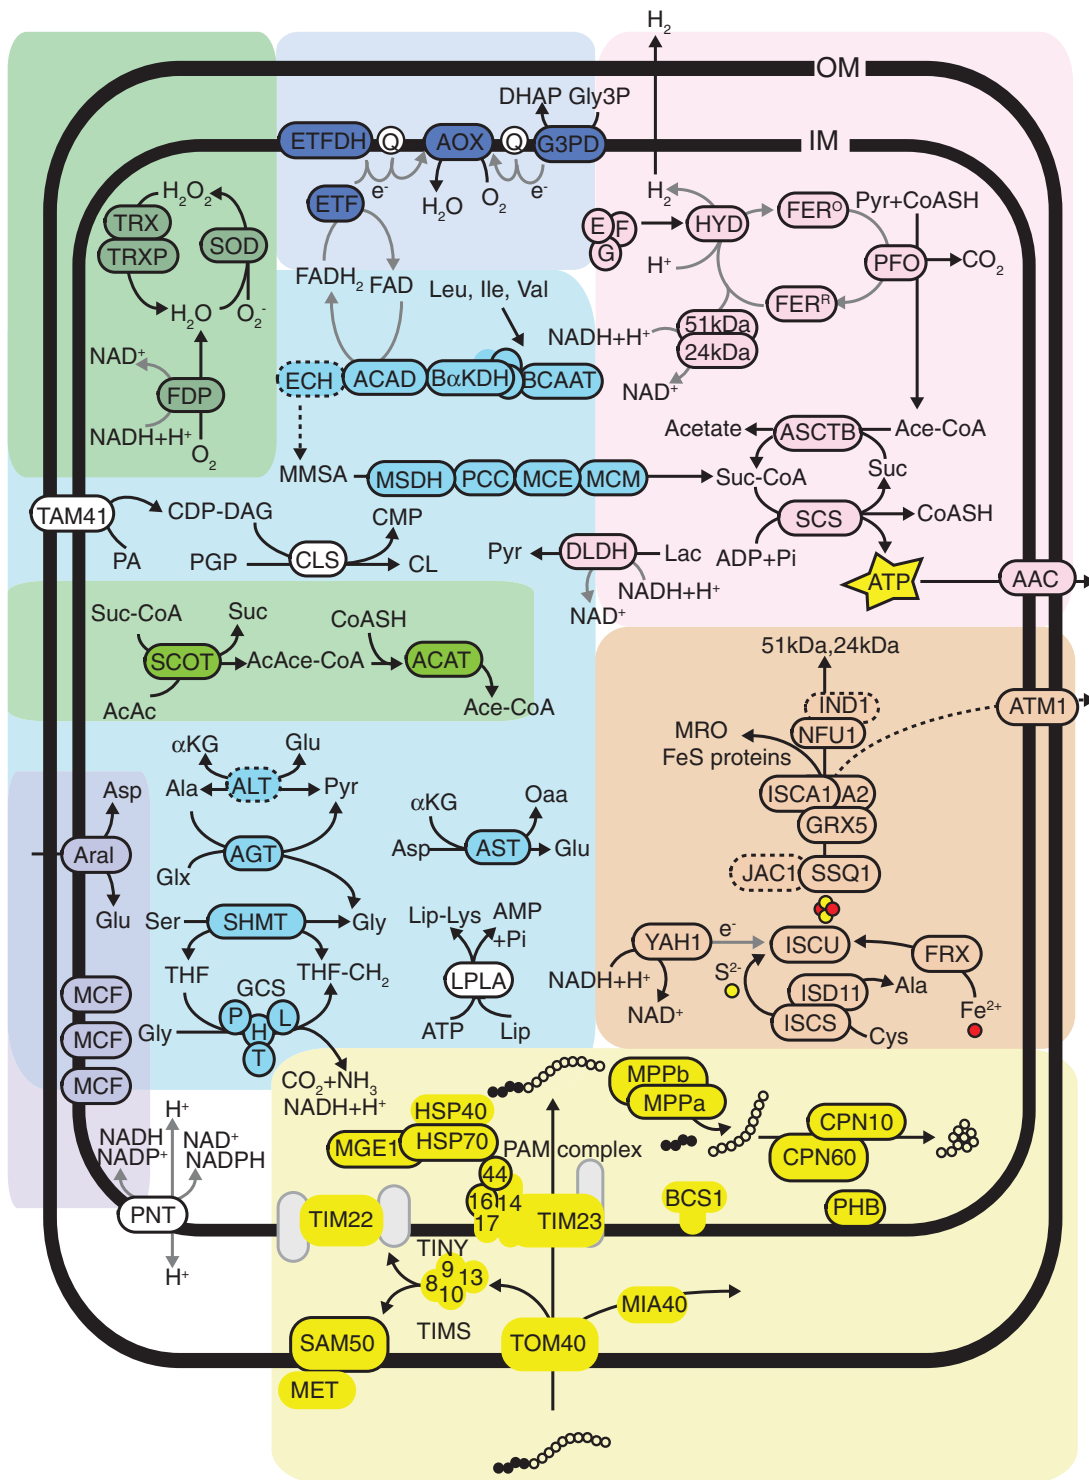 H₂
OM
DHAP Gly3P
ETFDH
Q
AOX
Q
G3PD
IM
e⁻
H₂O
O₂
e⁻
ETF
FADH₂
FAD
H₂O₂
TRX
TRXP
SOD
H₂O
O₂⁻
NAD⁺
FDP
NADH+H⁺
O₂
H₂
E
F
G
HYD
H⁺
FERᴼ
Pyr+CoASH
PFO
CO₂
FERᴿ
51kDa
24kDa
NADH+H⁺
NAD⁺
Leu, Ile, Val
ECH
ACAD
BαKDH
BCAAT
Acetate
ASCTB
Ace-CoA
MMSA
MSDH
PCC
MCE
MCM
Suc-CoA
Suc
SCS
CoASH
ADP+Pi
ATP
AAC
TAM41
PA
CDP-DAG
CMP
PGP
CLS
CL
Pyr
DLDH
Lac
NADH+H⁺
NAD⁺
Suc-CoA
Suc
CoASH
SCOT
AcAce-CoA
ACAT
AcAc
Ace-CoA
51kDa,24kDa
IND1
NFU1
ATM1
MRO
FeS proteins
ISCA1
A2
GRX5
JAC1
SSQ1
YAH1
e⁻
ISCU
FRX
NADH+H⁺
NAD⁺
S²⁻
ISD11
ISCS
Ala
Cys
Fe²⁺
αKG
Glu
Ala
ALT
Pyr
Asp
Aral
Glu
AGT
Glx
αKG
Oaa
Asp
AST
Glu
Ser
SHMT
Gly
THF
THF-CH₂
GCS
P
H
L
T
Gly
CO₂+NH₃
NADH+H⁺
Lip-Lys
AMP
+Pi
LPLA
ATP
Lip
MCF
MCF
MCF
H⁺
NADH
NADP⁺
NAD⁺
NADPH
PNT
H⁺
MPPb
MPPa
HSP40
MGE1
HSP70
PAM complex
CPN10
CPN60
44
16
14
17
TIM22
TIM23
BCS1
PHB
TINY
9
8
13
10
TIMS
MIA40
SAM50
TOM40
MET